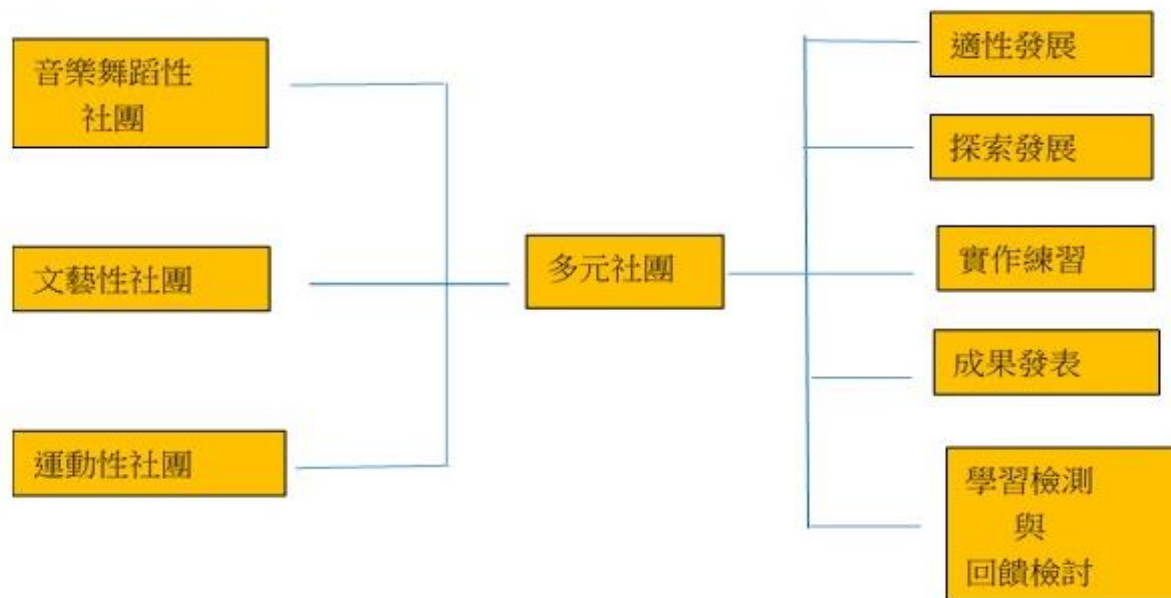 音樂舞蹈性
社團
文藝性社團
運動性社團
多元社團
適性發展
探索發展
實作練習
成果發表
學習檢測
與
回饋檢討